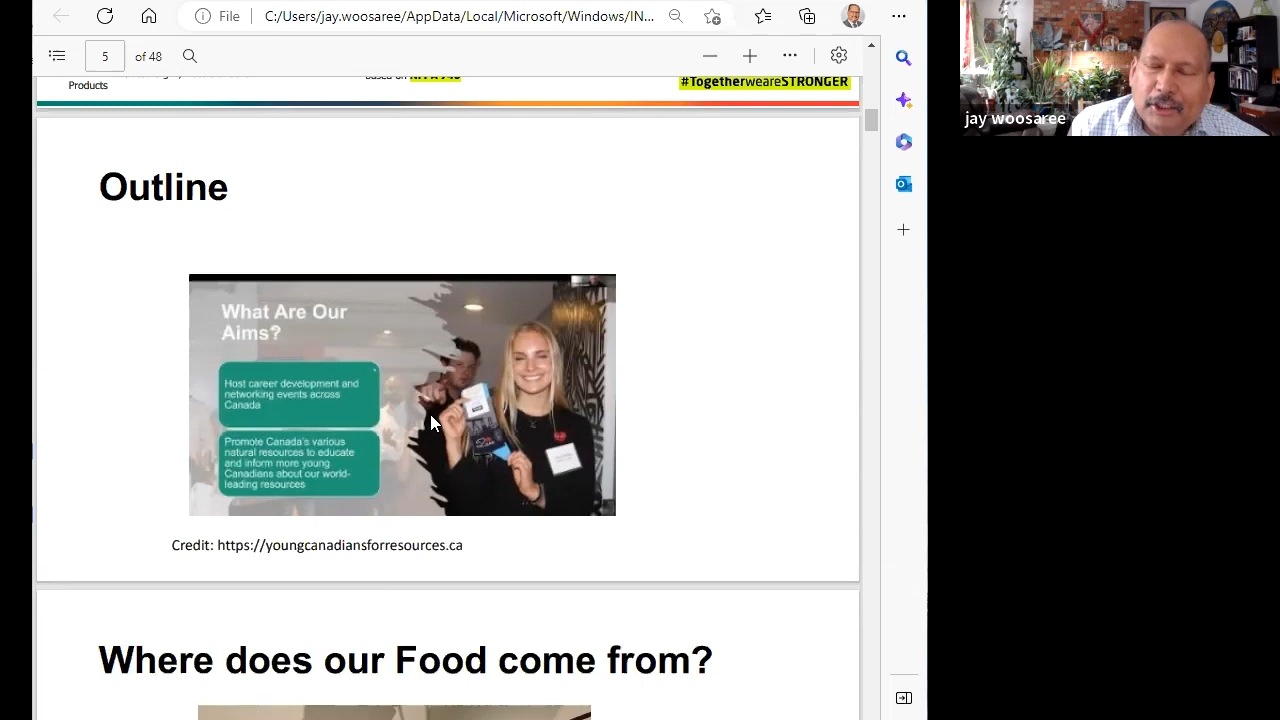 File
C:/Users/jay.woosaree/AppData/Local/Microsoft/Windows/IN...
5
of 48
Products
#TogetherweareSTRONGER
jay woosaree
Outline
What Are Our
Aims?
Host career development and
networking events across
Canada
Promote Canada's various
natural resources to educate
and inform more young
Canadians about our world-
leading resources
Credit: https://youngcanadiansforresources.ca
Where does our Food come from?